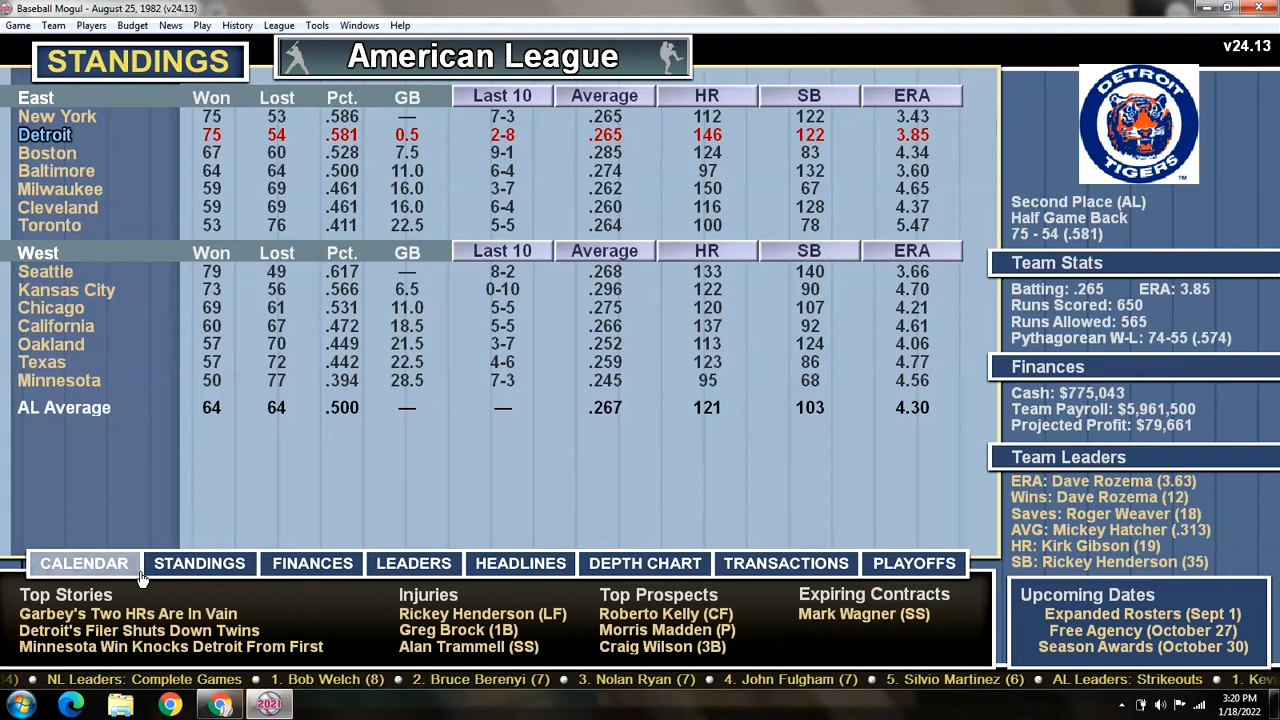 Baseball Mogul - August 25, 1982 (v24.13)
Game Team Players Budget News Play History League Tools Windows Help
STANDINGS
American League
v24.13
East Won Lost Pct. GB Last 10 Average HR SB ERA
New York 75 53 .586 — 7-3 .265 112 122 3.43
Detroit 75 54 .581 0.5 2-8 .265 146 122 3.85
Boston 67 60 .528 7.5 9-1 .285 124 83 4.34
Baltimore 64 64 .500 11.0 6-4 .274 97 132 3.60
Milwaukee 59 69 .461 16.0 3-7 .262 150 67 4.65
Cleveland 59 69 .461 16.0 6-4 .260 116 128 4.37
Toronto 53 76 .411 22.5 5-5 .264 100 78 5.47
West Won Lost Pct. GB Last 10 Average HR SB ERA
Seattle 79 49 .617 — 8-2 .268 133 140 3.66
Kansas City 73 56 .566 6.5 0-10 .296 122 90 4.70
Chicago 69 61 .531 11.0 5-5 .275 120 107 4.21
California 60 67 .472 18.5 5-5 .266 137 92 4.61
Oakland 57 70 .449 21.5 3-7 .252 113 124 4.06
Texas 57 72 .442 22.5 4-6 .259 123 86 4.77
Minnesota 50 77 .394 28.5 7-3 .245 95 68 4.56
AL Average 64 64 .500 — — .267 121 103 4.30
DETROIT
TIGERS
TM
Second Place (AL)
Half Game Back
75 - 54 (.581)
Team Stats
Batting: .265 ERA: 3.85
Runs Scored: 650
Runs Allowed: 565
Pythagorean W-L: 74-55 (.574)
Finances
Cash: $775,043
Team Payroll: $5,961,500
Projected Profit: $79,661
Team Leaders
ERA: Dave Rozema (3.63)
Wins: Dave Rozema (12)
Saves: Roger Weaver (18)
AVG: Mickey Hatcher (.313)
HR: Kirk Gibson (19)
SB: Rickey Henderson (35)
CALENDAR STANDINGS FINANCES LEADERS HEADLINES DEPTH CHART TRANSACTIONS PLAYOFFS
Top Stories
Garbey's Two HRs Are In Vain
Detroit's Filer Shuts Down Twins
Minnesota Win Knocks Detroit From First
Injuries
Rickey Henderson (LF)
Greg Brock (1B)
Alan Trammell (SS)
Top Prospects
Roberto Kelly (CF)
Morris Madden (P)
Craig Wilson (3B)
Expiring Contracts
Mark Wagner (SS)
Upcoming Dates
Expanded Rosters (Sept 1)
Free Agency (October 27)
Season Awards (October 30)
34) • NL Leaders: Complete Games • 1. Bob Welch (8) • 2. Bruce Berenyi (7) • 3. Nolan Ryan (7) • 4. John Fulgham (7) • 5. Silvio Martinez (6) • AL Leaders: Strikeouts • 1. Kev
2021
3:20 PM
1/18/2022